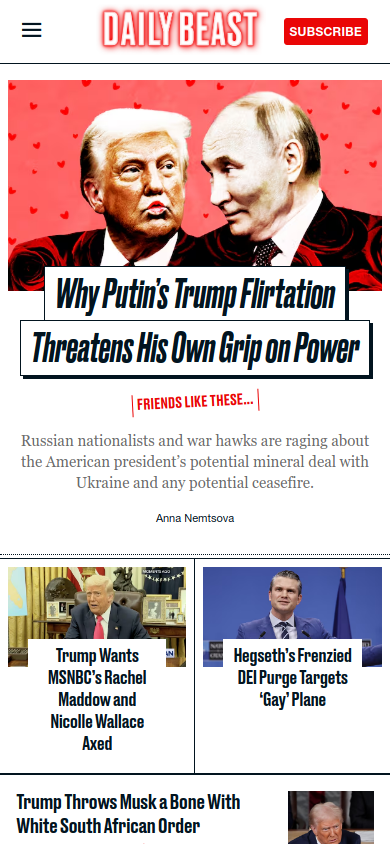 DAILY BEAST
SUBSCRIBE
Why Putin's Trump Flirtation
Threatens His Own Grip on Power
FRIENDS LIKE THESE...
Russian nationalists and war hawks are raging about
the American president's potential mineral deal with
Ukraine and any potential ceasefire.
Anna Nemtsova
Trump Wants
MSNBC's Rachel
Maddow and
Nicolle Wallace
Axed
Hegseth's Frenzied
DEI Purge Targets
'Gay' Plane
Trump Throws Musk a Bone With
White South African Order